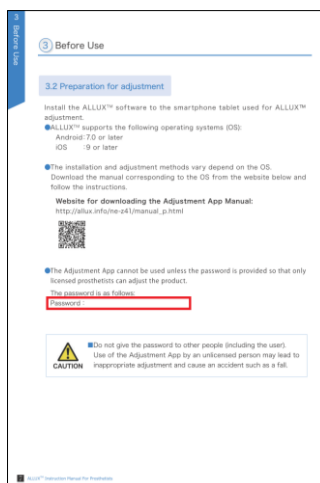 3 Before Use
3 Before Use
3.2 Preparation for adjustment
Install the ALLUX™ software to the smartphone tablet used for ALLUX™
adjustment.
●ALLUX™ supports the following operating systems (OS):
Android :7.0 or later
iOS :9 or later
●The installation and adjustment methods vary depend on the OS.
Download the manual corresponding to the OS from the website below and
follow the instructions.
Website for downloading the Adjustment App Manual:
http://allux.info/ne-z41/manual_p.html
●The Adjustment App cannot be used unless the password is provided so that only
licensed prosthetists can adjust the product.
The password is as follows:
Password :
CAUTION
■Do not give the password to other people (including the user).
Use of the Adjustment App by an unlicensed person may lead to
inappropriate adjustment and cause an accident such as a fall.
ALLUX™ Instruction Manual for Prosthetists